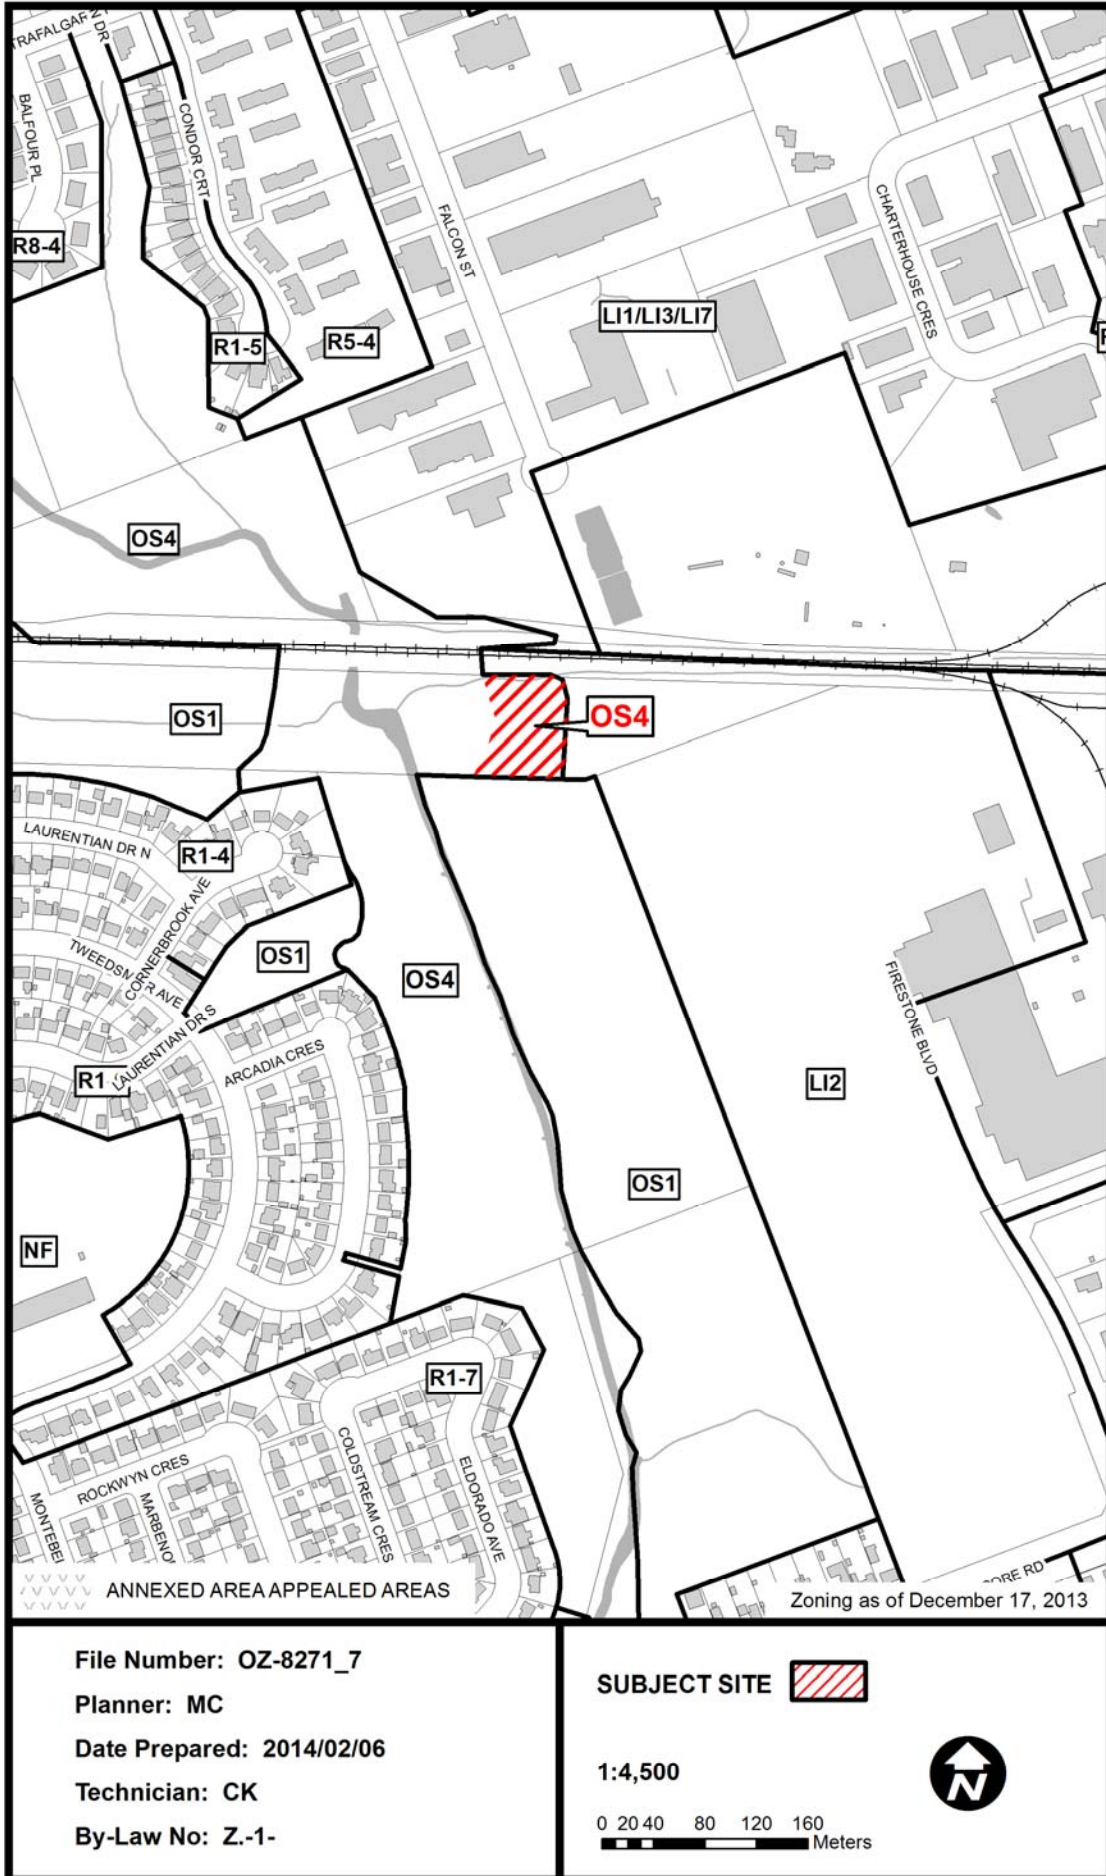 TRAFALGAR
N DR
BALFOUR PL
CONDOR CRT
FALCON ST
CHARTERHOUSE CRES
R8-4
R1-5
R5-4
LI1/LI3/LI7
OS4
OS1
OS4
LAURENTIAN DR N
R1-4
CORNERBROOK AVE
OS1
OS4
LAURENTIAN DR S
ARCADIA CRES
R1
FIRESTONE BLVD
LI2
OS1
NF
R1-7
ROCKWYN CRES
COLDSTREAM CRES
ELDORADO AVE
ORE RD
ANNEXED AREA APPEALED AREAS
Zoning as of December 17, 2013
File Number: OZ-8271_7
Planner: MC
Date Prepared: 2014/02/06
Technician: CK
By-Law No: Z.-1-
SUBJECT SITE
1:4,500
N
0 20 40 80 120 160
Meters